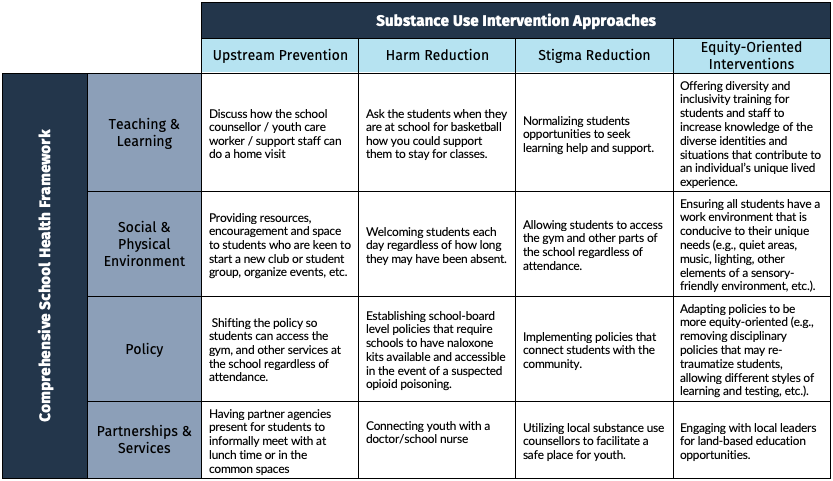 Substance Use Intervention Approaches
Upstream Prevention
Harm Reduction
Stigma Reduction
Equity-Oriented
Interventions
Comprehensive School Health Framework
Teaching &
Learning
Discuss how the school
counsellor / youth care
worker / support staff can
do a home visit
Ask the students when they
are at school for basketball
how you could support
them to stay for classes.
Normalizing students
opportunities to seek
learning help and support.
Offering diversity and
inclusivity training for
students and staff to
increase knowledge of the
diverse identities and
situations that contribute to
an individual's unique lived
experience.
Social &
Physical
Environment
Providing resources,
encouragement and space
to students who are keen to
start a new club or student
group, organize events, etc.
Welcoming students each
day regardless of how long
they may have been absent.
Allowing students to access
the gym and other parts of
the school regardless of
attendance.
Ensuring all students have a
work environment that is
conducive to their unique
needs (e.g., quiet areas,
music, lighting, other
elements of a sensory-
friendly environment, etc.).
Policy
Shifting the policy so
students can access the
gym, and other services at
the school regardless of
attendance.
Establishing school-board
level policies that require
schools to have naloxone
kits available and accessible
in the event of a suspected
opioid poisoning.
Implementing policies that
connect students with the
community.
Adapting policies to be
more equity-oriented (e.g.,
removing disciplinary
policies that may re-
traumatize students,
allowing different styles of
learning and testing, etc.).
Partnerships &
Services
Having partner agencies
present for students to
informally meet with at
lunch time or in the
common spaces
Connecting youth with a
doctor/school nurse
Utilizing local substance use
counsellors to facilitate a
safe place for youth.
Engaging with local leaders
for land-based education
opportunities.